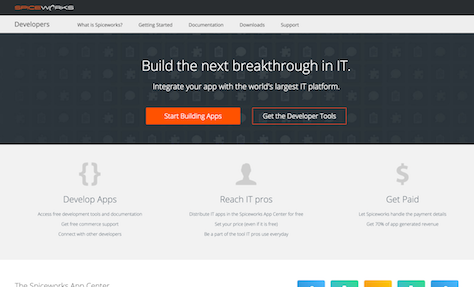 SPICEWORKS
Developers What is Spiceworks? Getting Started Documentation Downloads Support
Build the next breakthrough in IT.
Integrate your app with the world's largest IT platform.
Start Building Apps Get the Developer Tools
{}
$
Develop Apps Reach IT pros Get Paid
Access free development tools and documentation Distribute IT apps in the Spiceworks App Center for free Let Spiceworks handle the payment details
Get free commerce support Set your price (even if it is free) Get 70% of app generated revenue
Connect with other developers Be a part of the tool IT pros use everyday
The Spiceworks App Center